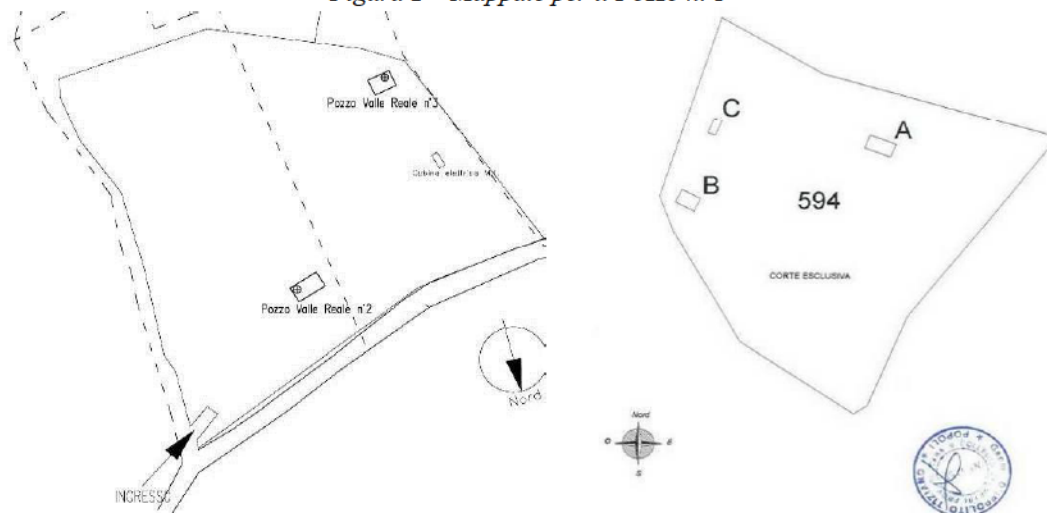 Pozzo Valle Reale n°3
Cabina elettrica
Pozzo Valle Reale n°2
Nord
INGRESSO
C
A
B
594
CORTE ESCLUSIVA
Nord
O
E
S